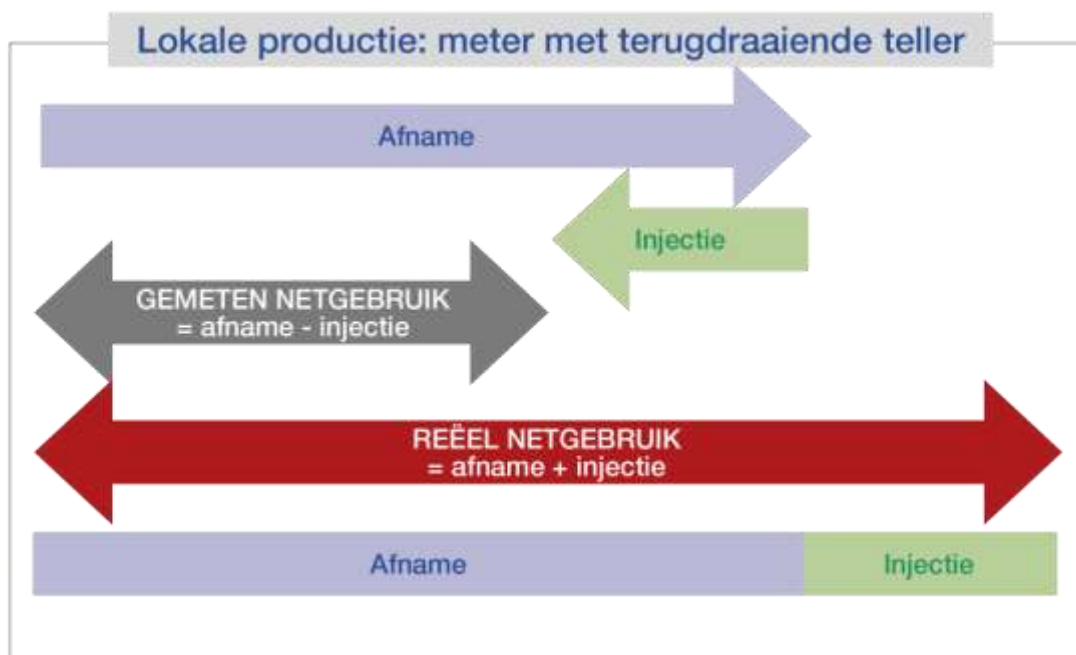 Lokale productie: meter met terugdraaiende teller
Afname
Injectie
GEMETEN NETGEBRUIK
= afname - injectie
REËEL NETGEBRUIK
= afname + injectie
Afname
Injectie